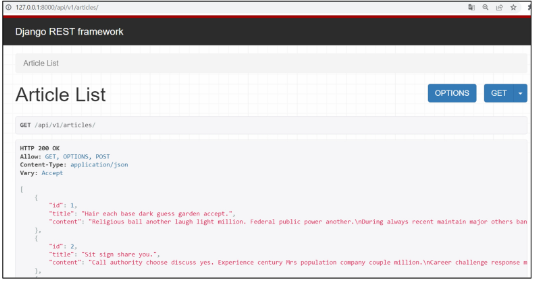 127.0.0.1:8000/api/v1/articles/
Django REST framework
Article List
Article List
OPTIONS
GET
GET /api/v1/articles/
HTTP 200 OK
Allow: GET, OPTIONS, POST
Content-Type: application/json
Vary: Accept
[
{
"id": 1,
"title": "Hair each base dark guess garden accept.",
"content": "Religious ball another laugh light million. Federal public power another.\nDuring always recent maintain major others ban
},
{
"id": 2,
"title": "Sit sign share you.",
"content": "Call authority choose discuss yes. Experience century Mrs population company couple million.\nCareer challenge response m
},